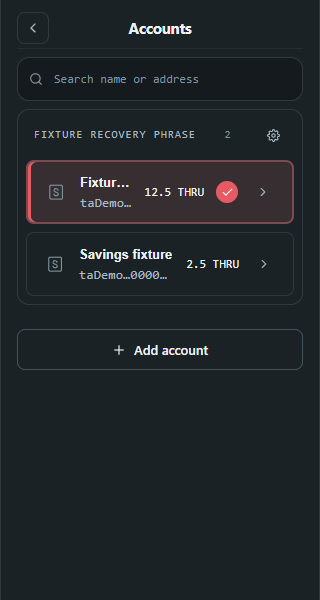 Accounts
Search name or address
FIXTURE RECOVERY PHRASE 2
S Fixtur… 12.5 THRU
taDemo…
S Savings fixture 2.5 THRU
taDemo…0000…
+ Add account